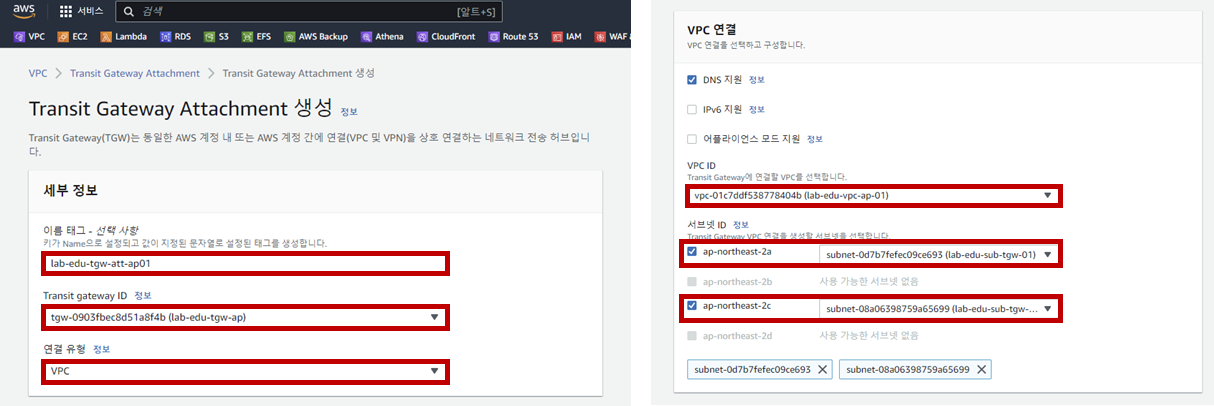 aws
서비스
검색
[알트+S]
VPC
EC2
Lambda
RDS
S3
EFS
AWS Backup
Athena
CloudFront
Route 53
IAM
WAF &
VPC > Transit Gateway Attachment > Transit Gateway Attachment 생성
Transit Gateway Attachment 생성 정보
Transit Gateway(TGW)는 동일한 AWS 계정 내 또는 AWS 계정 간에 연결(VPC 및 VPN)을 상호 연결하는 네트워크 전송 허브입니
다.
세부 정보
이름 태그 - 선택 사항
키가 Name으로 설정되고 값이 지정된 문자열로 설정된 태그를 생성합니다.
lab-edu-tgw-att-ap01
Transit gateway ID 정보
tgw-0903fbec8d51a8f4b (lab-edu-tgw-ap)
연결 유형 정보
VPC
VPC 연결
VPC 연결을 선택하고 구성합니다.
DNS 지원 정보
IPv6 지원 정보
어플라이언스 모드 지원 정보
VPC ID
Transit Gateway에 연결할 VPC를 선택합니다.
vpc-01c7ddf538778404b (lab-edu-vpc-ap-01)
서브넷 ID 정보
Transit Gateway VPC 연결을 생성할 서브넷을 선택합니다.
ap-northeast-2a subnet-0d7b7fefec09ce693 (lab-edu-sub-tgw-01)
ap-northeast-2b 사용 가능한 서브넷 없음
ap-northeast-2c subnet-08a06398759a65699 (lab-edu-sub-tgw-...
ap-northeast-2d 사용 가능한 서브넷 없음
subnet-0d7b7fefec09ce693 subnet-08a06398759a65699